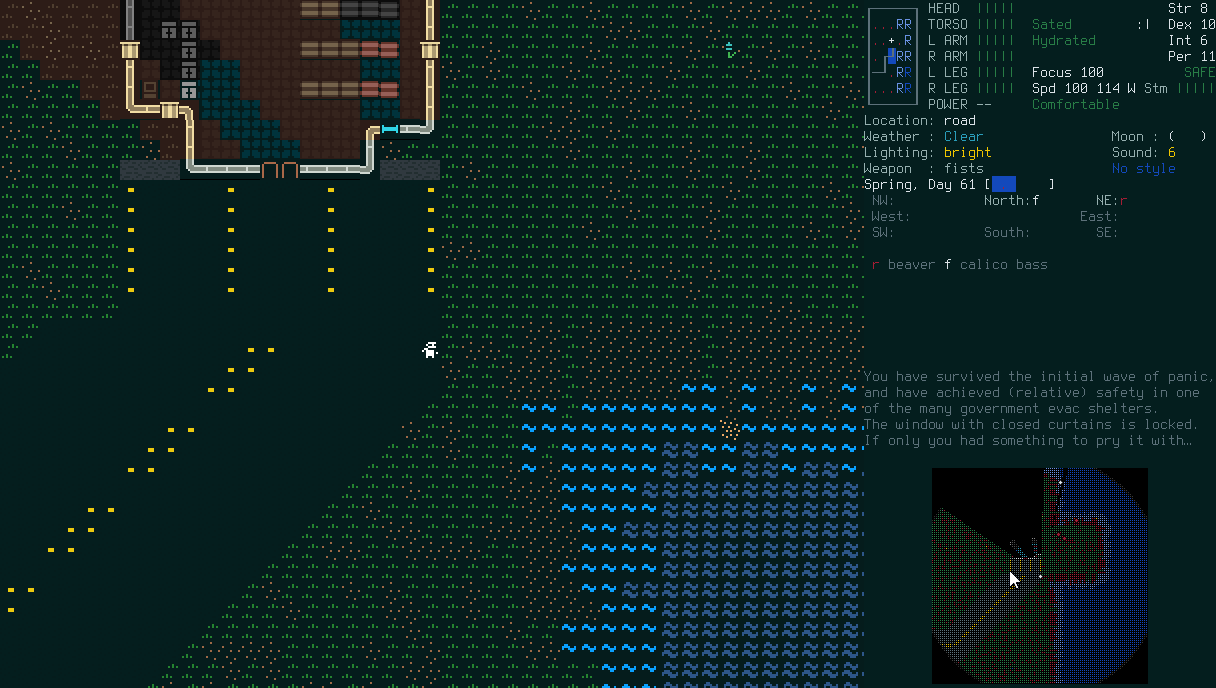 HEAD ||||| Str 8
...RR TORSO ||||| Sated :| Dex 10
+.R L ARM ||||| Hydrated Int 6
RR R ARM ||||| Per 11
..RR L LEG ||||| Focus 100 SAFE
...RR R LEG ||||| Spd 100 114 W Stm |||||
POWER -- Comfortable
Location: road
Weather : Clear Moon : (   )
Lighting: bright Sound: 6
Weapon  : fists No style
Spring, Day 61 [ ]
NW: North:f NE:r
West: East:
SW: South: SE:
r beaver f calico bass
You have survived the initial wave of panic,
and have achieved (relative) safety in one
of the many government evac shelters.
The window with closed curtains is locked.
If only you had something to pry it with…